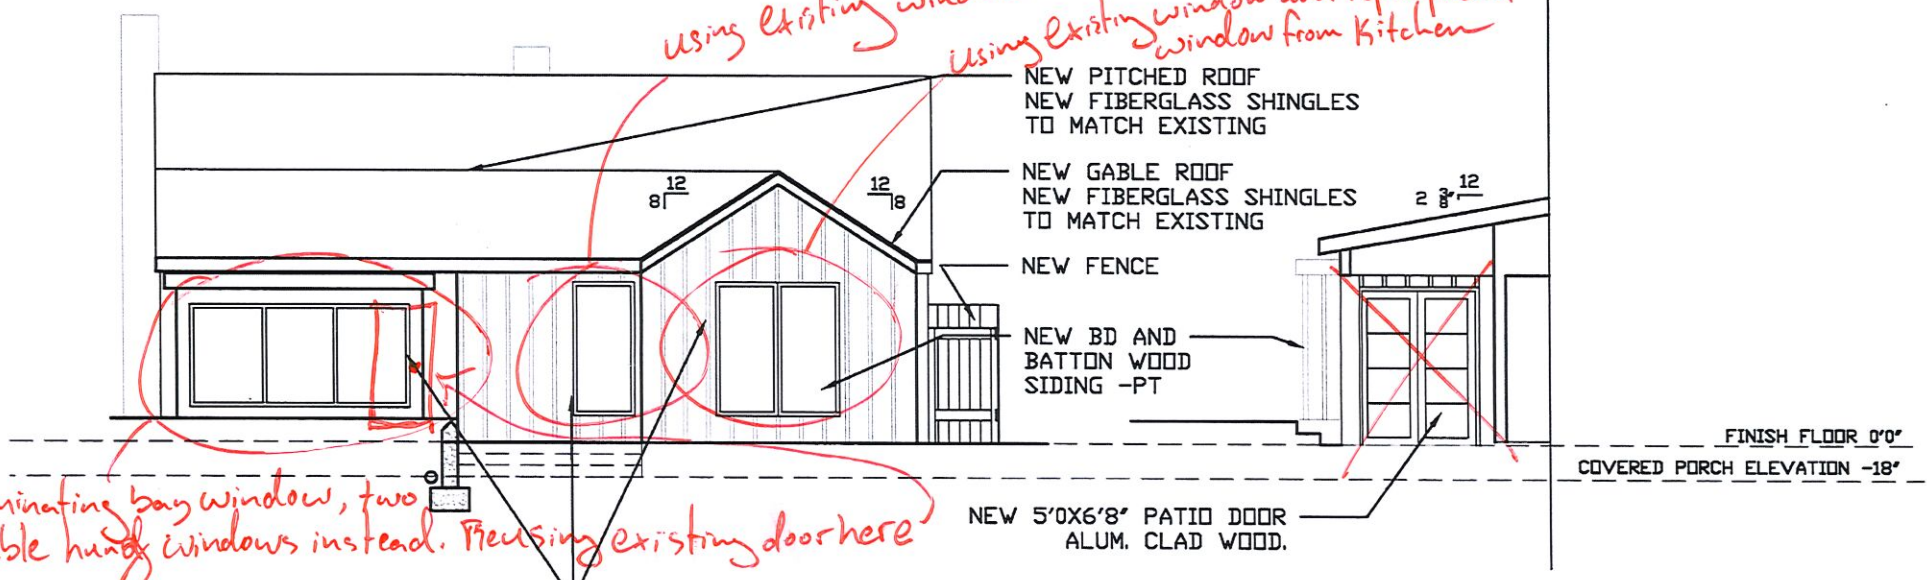 using existing
using existing window
window from Kitchen
NEW PITCHED ROOF
NEW FIBERGLASS SHINGLES
TO MATCH EXISTING
12
8
12
8
NEW GABLE ROOF
NEW FIBERGLASS SHINGLES
TO MATCH EXISTING
2 3/8" 12
NEW FENCE
NEW BD AND
BATTON WOOD
SIDING -PT
FINISH FLOOR 0'0"
COVERED PORCH ELEVATION -18"
bay window, two
hung windows instead. Reusing existing door here
NEW 5'0X6'8" PATIO DOOR
ALUM. CLAD WOOD.